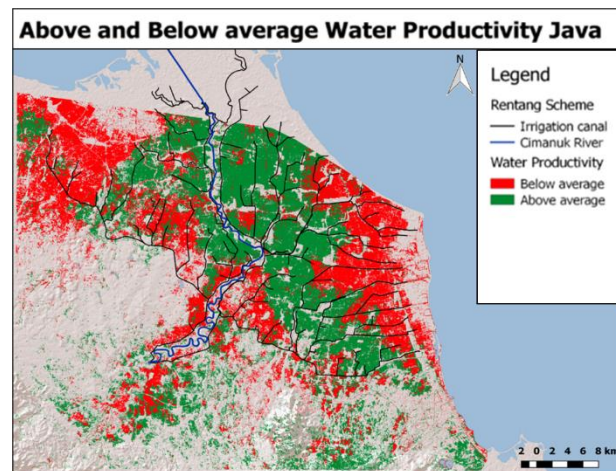 Above and Below average Water Productivity Java
N
Legend
Rentang Scheme
Irrigation canal
Cimanuk River
Water Productivity
Below average
Above average
2 0 2 4 6 8 km